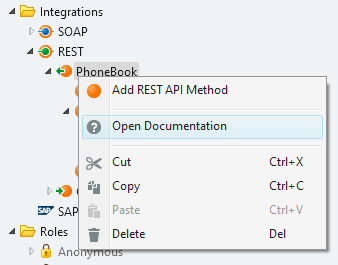 Integrations
SOAP
REST
PhoneBook
Add REST API Method
Open Documentation
Cut Ctrl+X
Copy Ctrl+C
Paste Ctrl+V
Delete Del
SAP
Roles
Anonymous